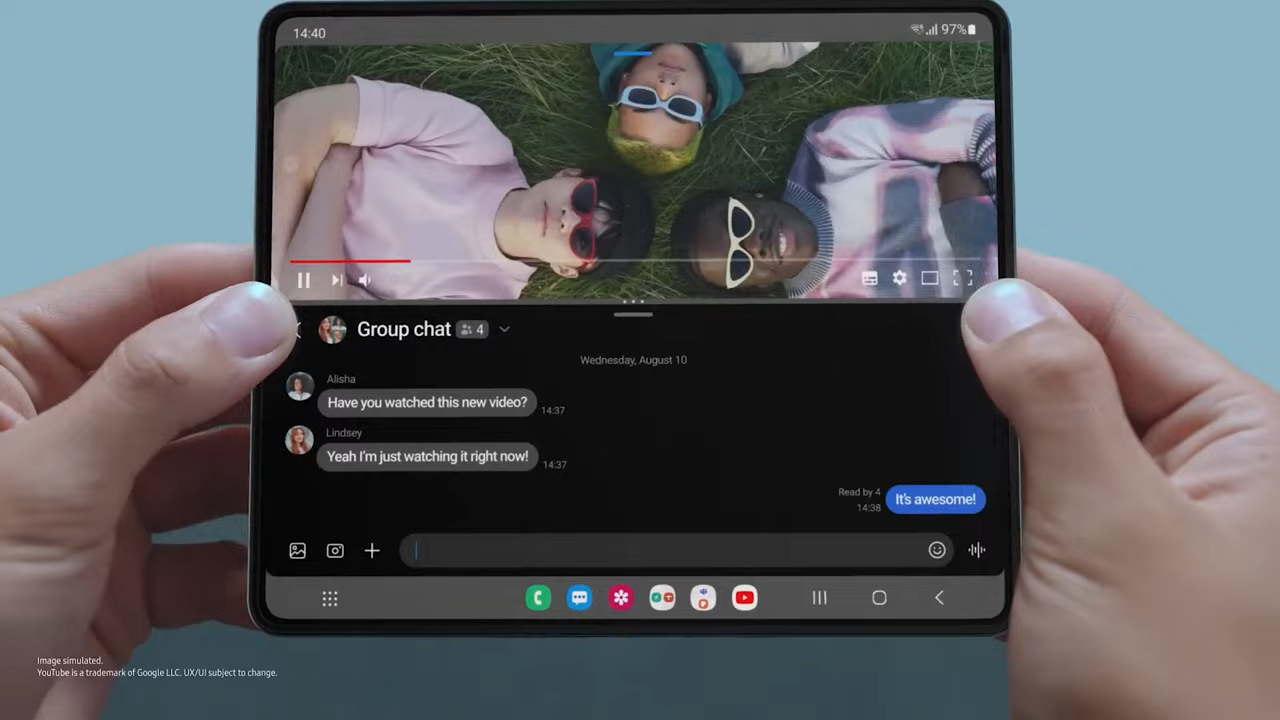 14:40
97%
Group chat 4
Wednesday, August 10
Alisha
Have you watched this new video?
14:37
Lindsey
Yeah I'm just watching it right now!
14:37
Read by 4
14:38
It's awesome!
Image simulated.
YouTube is a trademark of Google LLC. UX/UI subject to change.